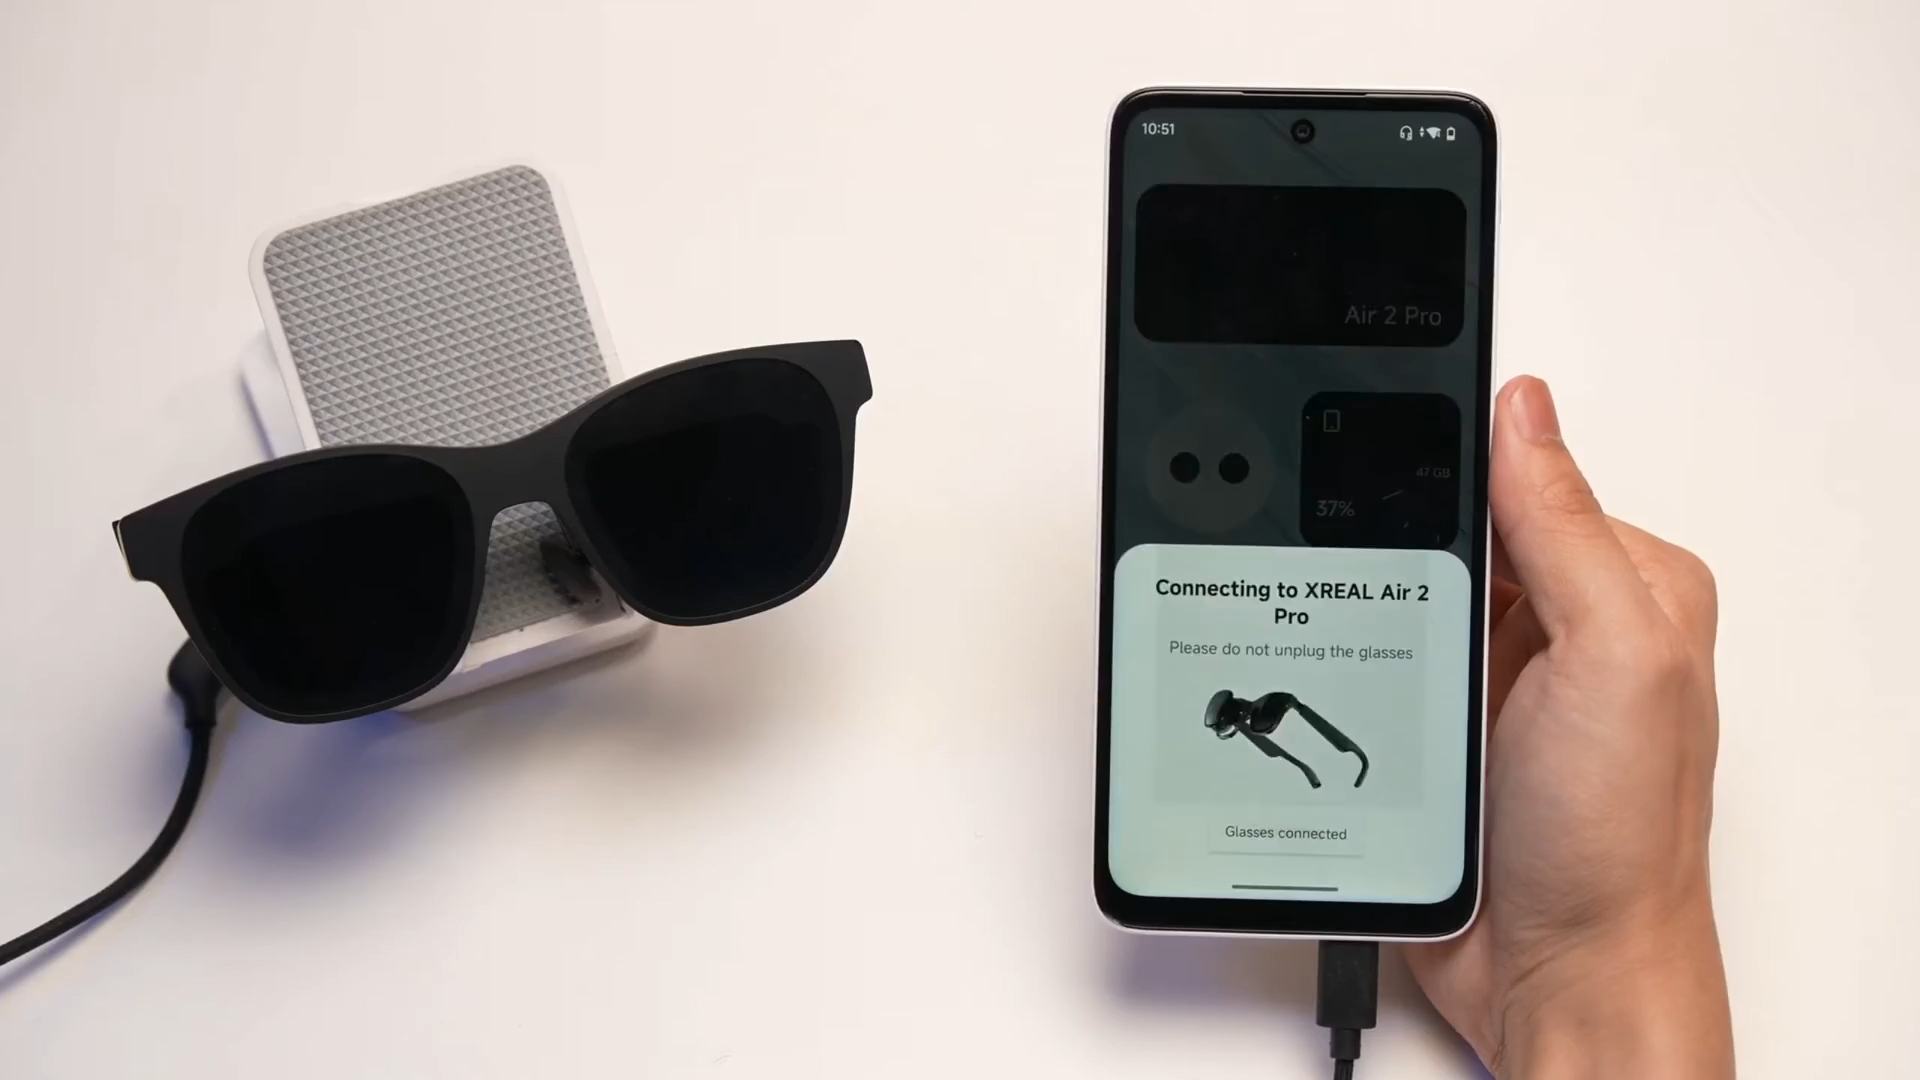 10:51
Air 2 Pro
47 GB
37%
Connecting to XREAL Air 2
Pro
Please do not unplug the glasses
Glasses connected